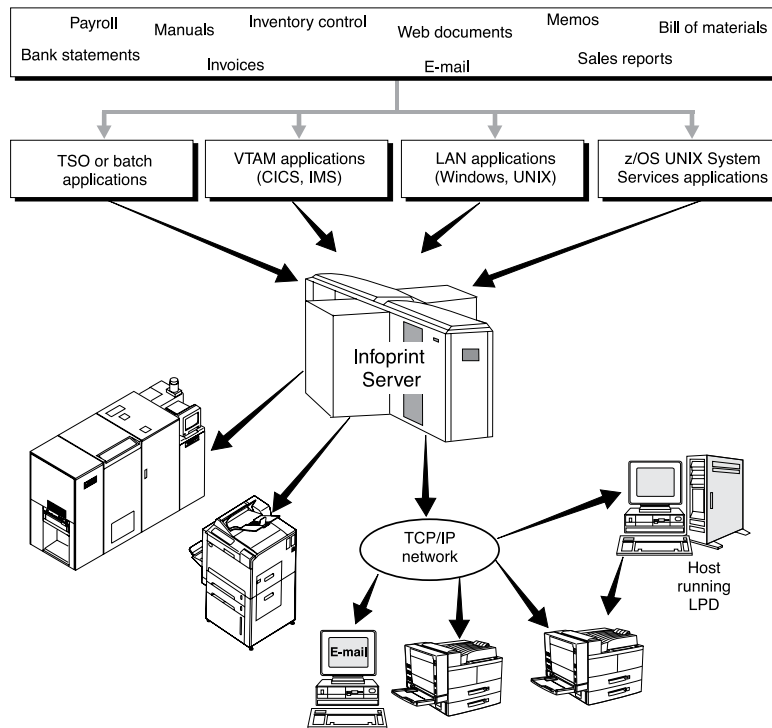 Payroll
Manuals
Inventory control
Web documents
Memos
Bill of materials
Bank statements
Invoices
E-mail
Sales reports
TSO or batch
applications
VTAM applications
(CICS, IMS)
LAN applications
(Windows, UNIX)
z/OS UNIX System
Services applications
Infoprint
Server
TCP/IP
network
Host
running
LPD
E-mail